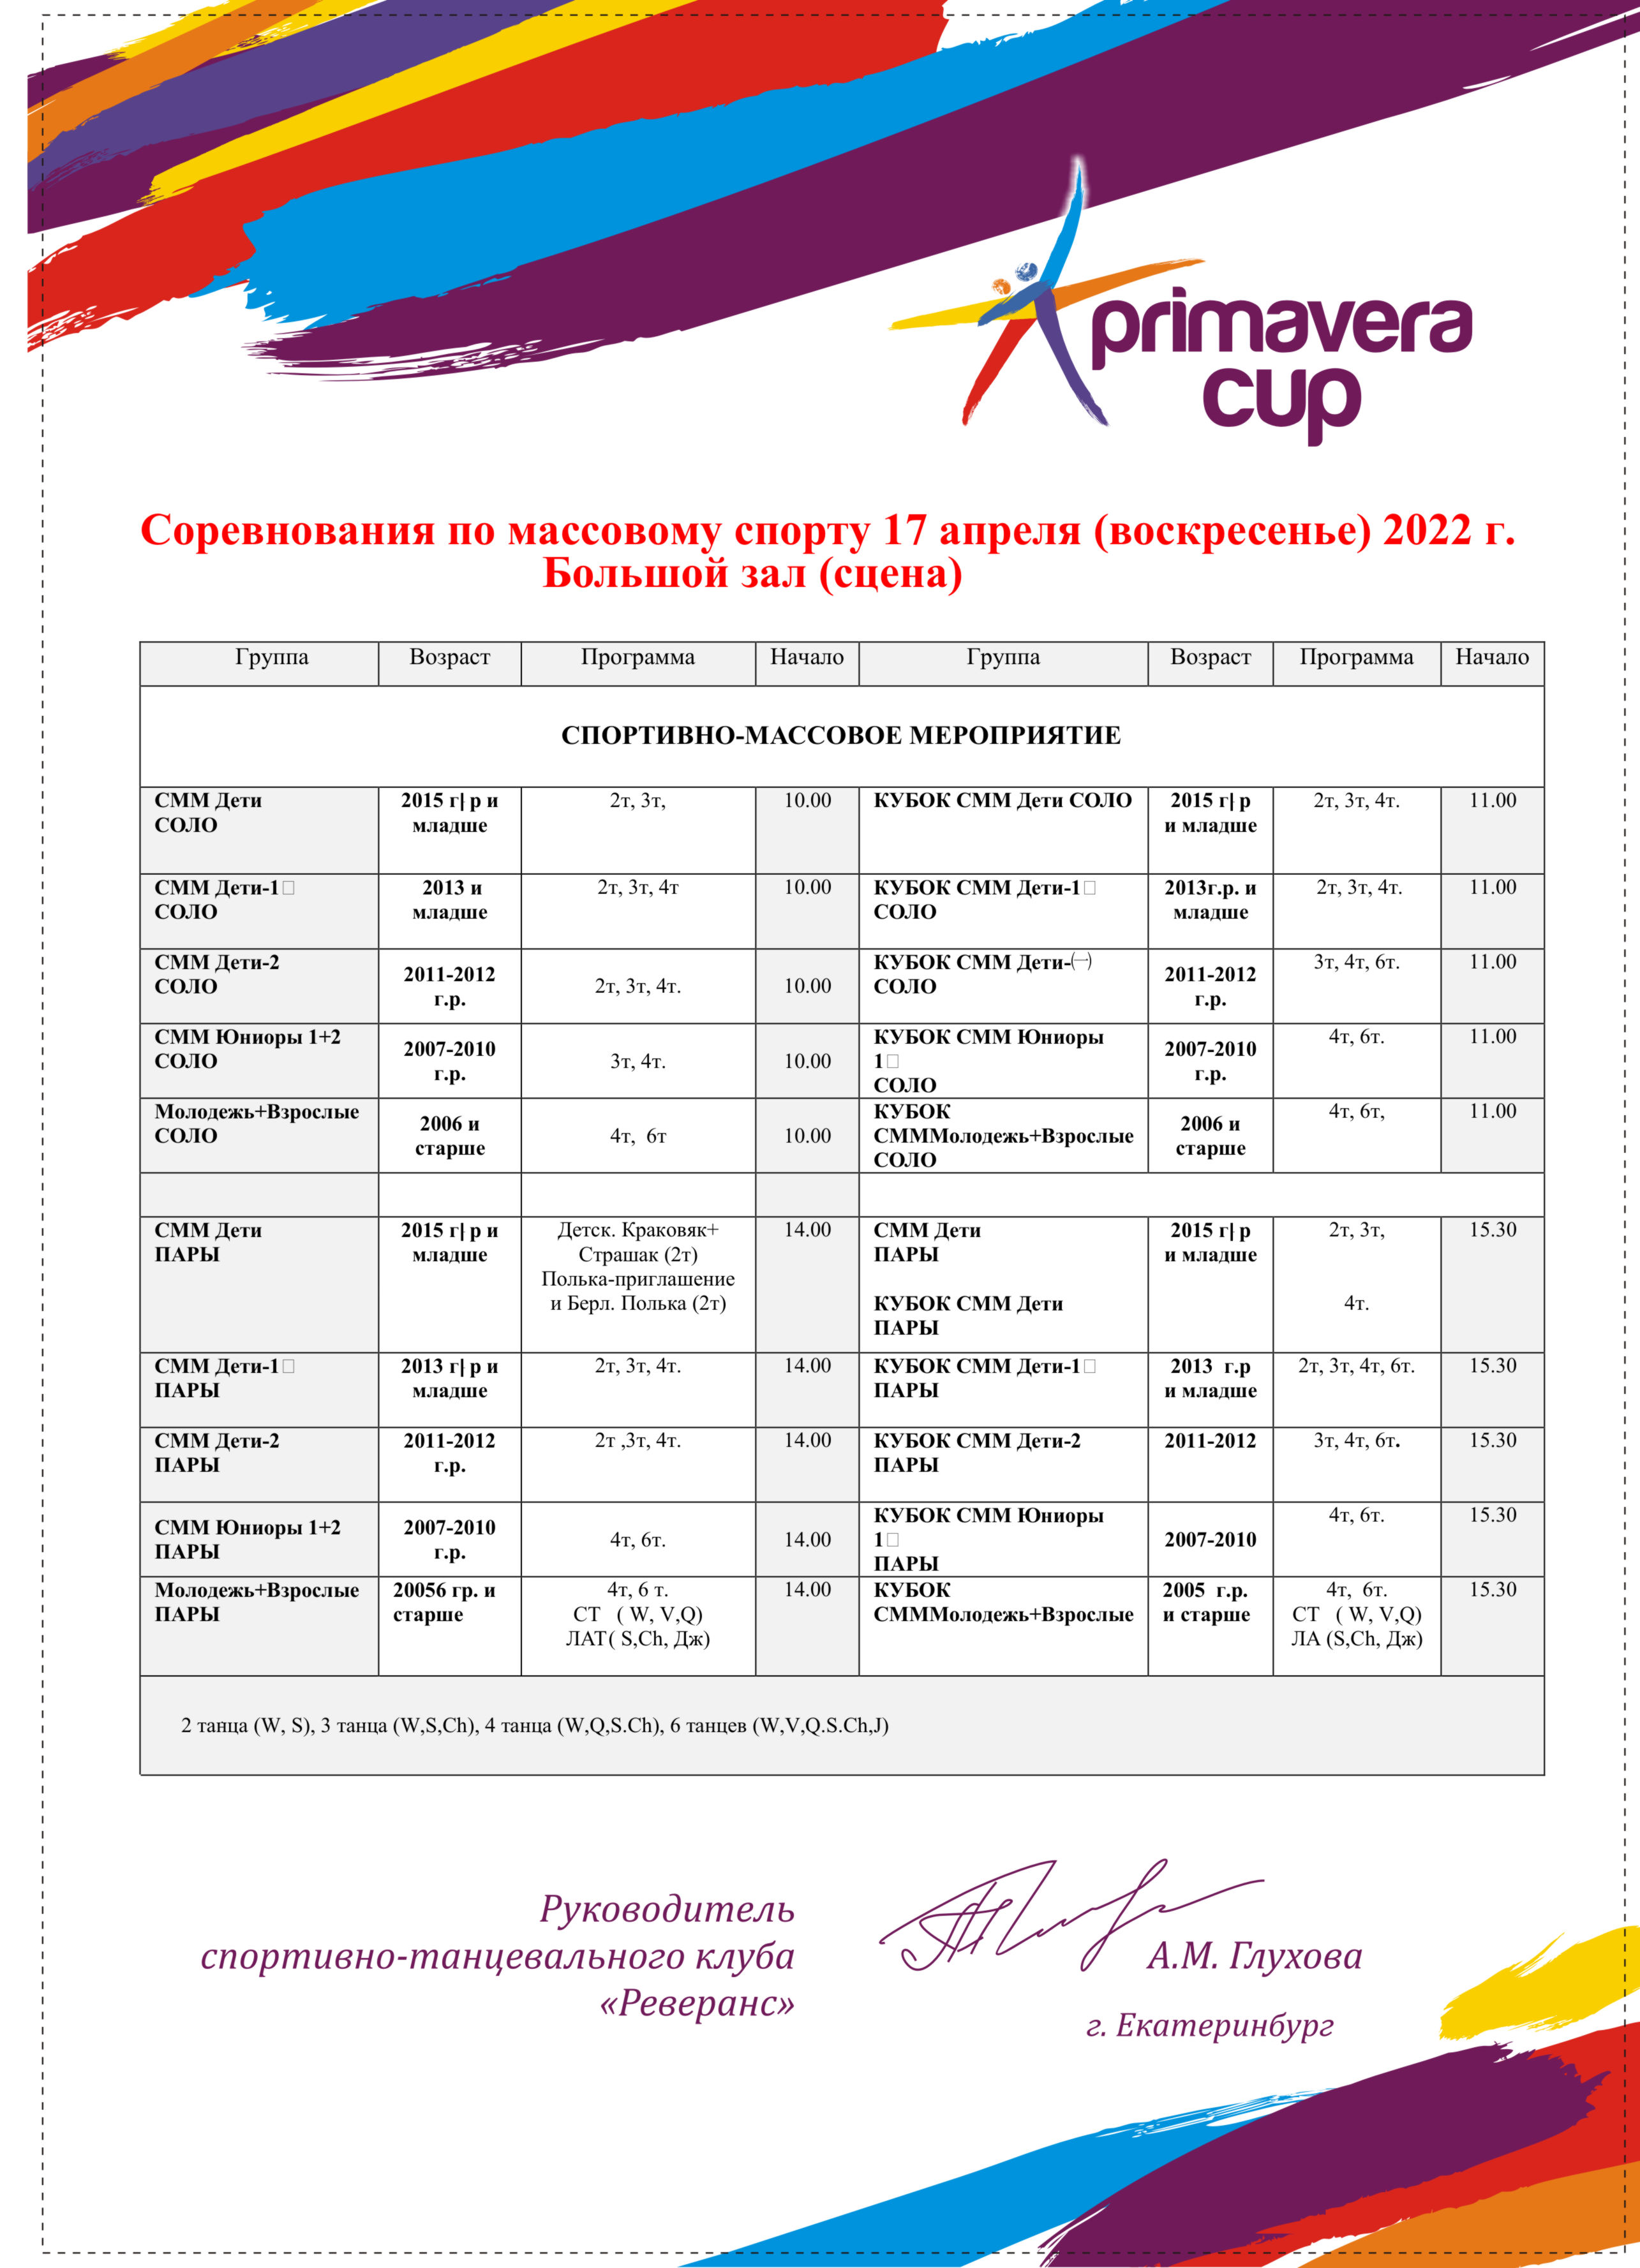 primavera
cup
Соревнования по массовому спорту 17 апреля (воскресенье) 2022 г.
Большой зал (сцена)
Группа Возраст Программа Начало Группа Возраст Программа Начало
СПОРТИВНО-МАССОВОЕ МЕРОПРИЯТИЕ
СММ Дети 2015 г| р и 2т, 3т, 10.00 КУБОК СММ Дети СОЛО 2015 г| р 2т, 3т, 4т. 11.00
СОЛО младше и младше
СММ Дети-1□ 2013 и 2т, 3т, 4т 10.00 КУБОК СММ Дети-1□ 2013г.р. и 2т, 3т, 4т. 11.00
СОЛО младше СОЛО младше
СММ Дети-2 КУБОК СММ Дети-㈠ 3т, 4т, 6т. 11.00
СОЛО 2011-2012 2т, 3т, 4т. 10.00 СОЛО 2011-2012
г.р. г.р.
СММ Юниоры 1+2 КУБОК СММ Юниоры 4т, 6т. 11.00
СОЛО 2007-2010 3т, 4т. 10.00 1□ 2007-2010
г.р. СОЛО г.р.
Молодежь+Взрослые КУБОК 4т, 6т, 11.00
СОЛО 2006 и 4т, 6т 10.00 СМММолодежь+Взрослые 2006 и
старше СОЛО старше
СММ Дети 2015 г| р и Детск. Краковяк+ 14.00 СММ Дети 2015 г| р 2т, 3т, 15.30
ПАРЫ младше Страшак (2т) ПАРЫ и младше
Полька-приглашение
и Берл. Полька (2т) КУБОК СММ Дети 4т.
ПАРЫ
СММ Дети-1□ 2013 г| р и 2т, 3т, 4т. 14.00 КУБОК СММ Дети-1□ 2013 г.р 2т, 3т, 4т, 6т. 15.30
ПАРЫ младше ПАРЫ и младше
СММ Дети-2 2011-2012 2т ,3т, 4т. 14.00 КУБОК СММ Дети-2 2011-2012 3т, 4т, 6т. 15.30
ПАРЫ г.р. ПАРЫ
КУБОК СММ Юниоры 4т, 6т. 15.30
СММ Юниоры 1+2 2007-2010 4т, 6т. 14.00 1□ 2007-2010
ПАРЫ г.р. ПАРЫ
Молодежь+Взрослые 20056 гр. и 4т, 6 т. 14.00 КУБОК 2005 г.р. 4т, 6т. 15.30
ПАРЫ старше СТ ( W, V,Q) СМММолодежь+Взрослые и старше СТ ( W, V,Q)
ЛАТ( S,Ch, Дж) ЛА (S,Ch, Дж)
2 танца (W, S), 3 танца (W,S,Ch), 4 танца (W,Q,S.Ch), 6 танцев (W,V,Q.S.Ch,J)
Руководитель
спортивно-танцевального клуба А.М. Глухова
«Реверанс»
г. Екатеринбург